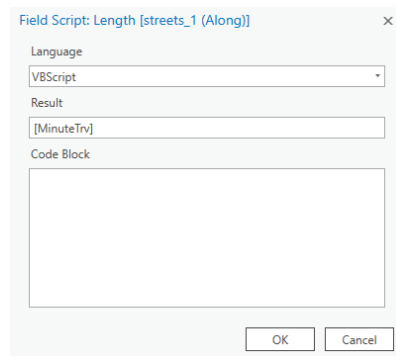 Field Script: Length [streets_1 (Along)]
Language
VBScript
Result
[MinuteTrv]
Code Block
OK Cancel